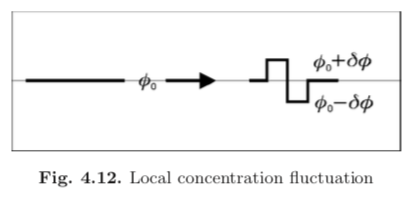 ϕ₀+δϕ
ϕ₀
ϕ₀−δϕ
Fig. 4.12. Local concentration fluctuation